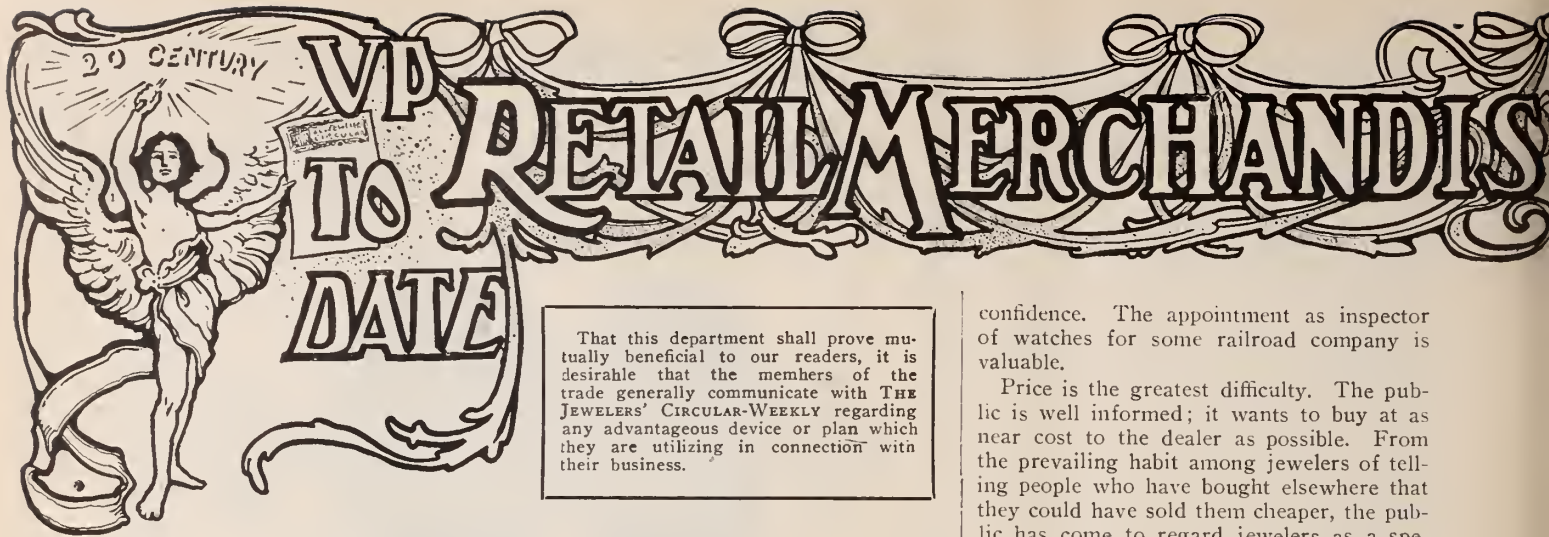 20 CENTURY
VP
TO
DATE
RETAIL MERCHANDIS
That this department shall prove mu-
tually beneficial to our readers, it is
desirahle that the memhers of the
trade generally communicate with THE
JEWELERS' CIRCULAR-WEEKLY regarding
any advantageous device or plan which
they are utilizing in connection with
their business.
confidence. The appointment as inspector
of watches for some railroad company is
valuable.
Price is the greatest difficulty. The pub-
lic is well informed; it wants to buy at as
near cost to the dealer as possible. From
the prevailing habit among jewelers of tell-
ing people who have bought elsewhere that
they could have sold them cheaper, the pub-
lic has come to regard jewelers as a spe-